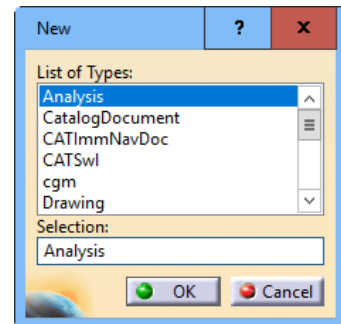 New ? x
List of Types:
Analysis
CatalogDocument
CATImmNavDoc
CATSwl
cgm
Drawing
Selection:
Analysis
OK Cancel